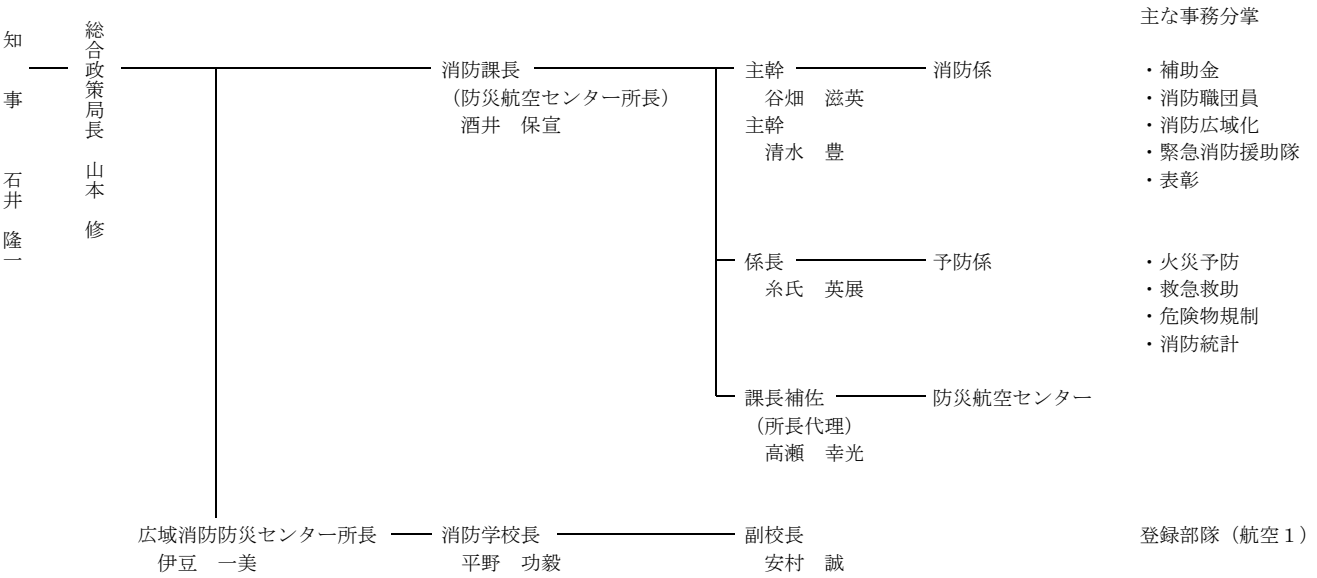 主な事務分掌
知事 石井 隆一
総合政策局長 山本 修
消防課長
（防災航空センター所長）
酒井 保宣
主幹
谷畑 滋英
主幹
清水 豊
消防係
・補助金
・消防職団員
・消防広域化
・緊急消防援助隊
・表彰
係長
糸氏 英展
予防係
・火災予防
・救急救助
・危険物規制
・消防統計
課長補佐
（所長代理）
高瀬 幸光
防災航空センター
広域消防防災センター所長
伊豆 一美
消防学校長
平野 功毅
副校長
安村 誠
登録部隊（航空１）